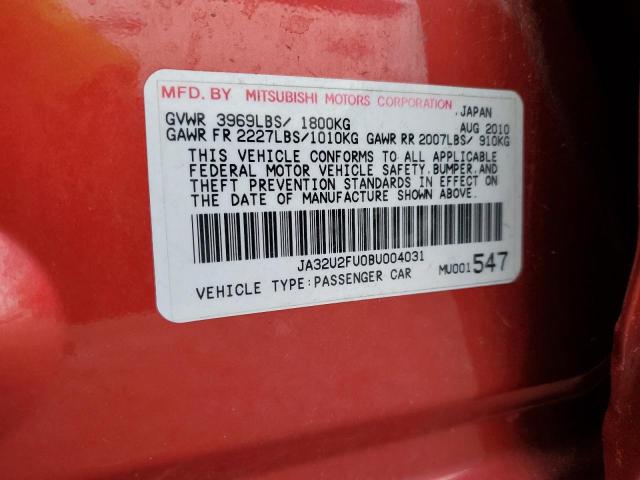 MFD. BY MITSUBISHI MOTORS CORPORATION, JAPAN
GVWR 3969LBS/ 1800KG AUG 2010
GAWR FR 2227LBS/1010KG GAWR RR 2007LBS/ 910KG
THIS VEHICLE CONFORMS TO ALL APPLICABLE
FEDERAL MOTOR VEHICLE SAFETY,BUMPER,AND
THEFT PREVENTION STANDARDS IN EFFECT ON
THE DATE OF MANUFACTURE SHOWN ABOVE.
JA32U2FU0BU004031
VEHICLE TYPE:PASSENGER CAR MU001547